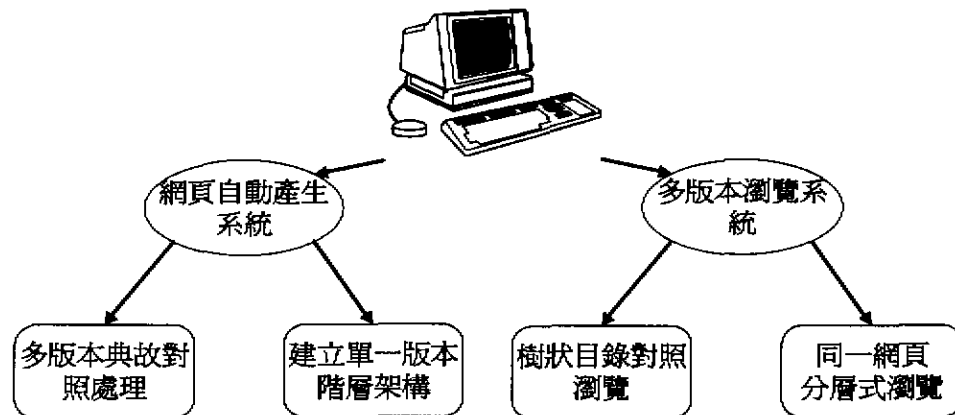 網頁自動產生
系統
多版本瀏覽系
統
多版本典故對
照處理
建立單一版本
階層架構
樹狀目錄對照
瀏覽
同一網頁
分層式瀏覽